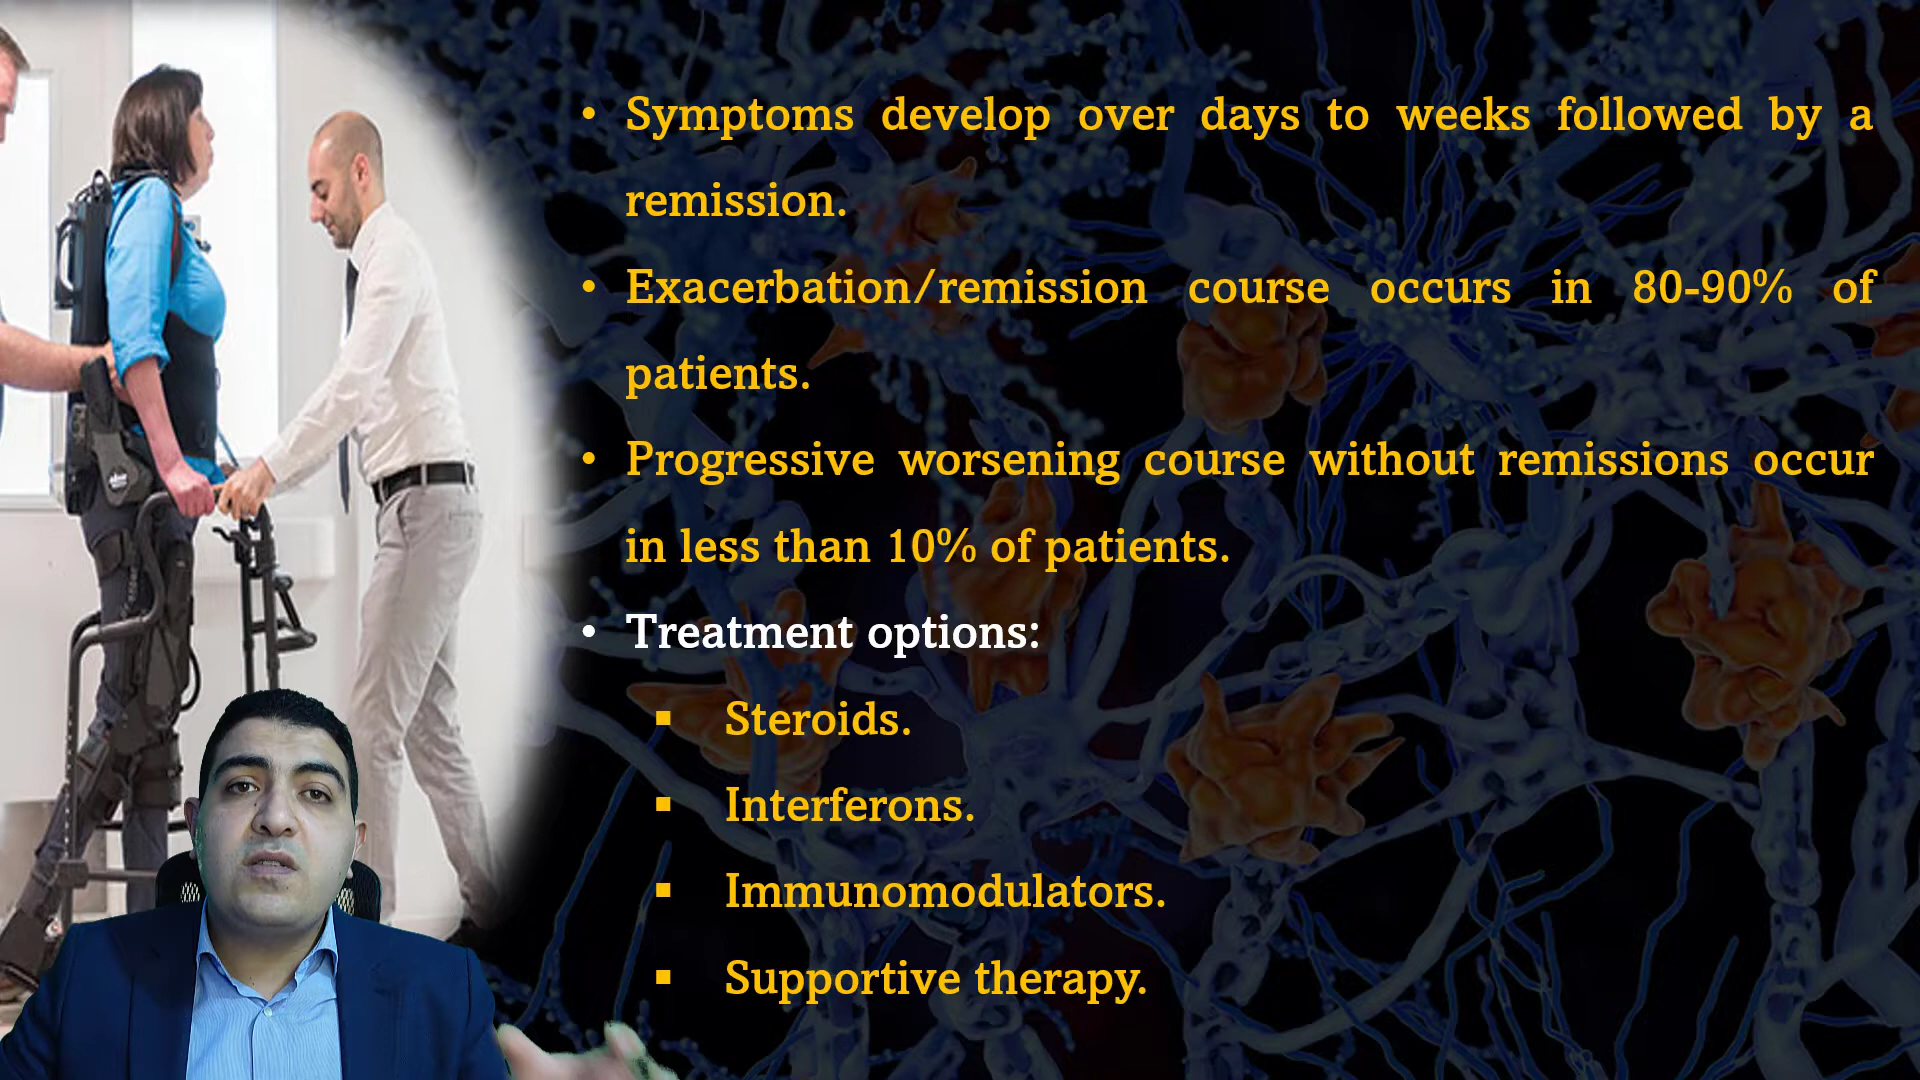 • Symptoms develop over days to weeks followed by a
remission.
• Exacerbation/remission course occurs in 80-90% of
patients.
• Progressive worsening course without remissions occur
in less than 10% of patients.
• Treatment options:
▪ Steroids.
▪ Interferons.
▪ Immunomodulators.
▪ Supportive therapy.